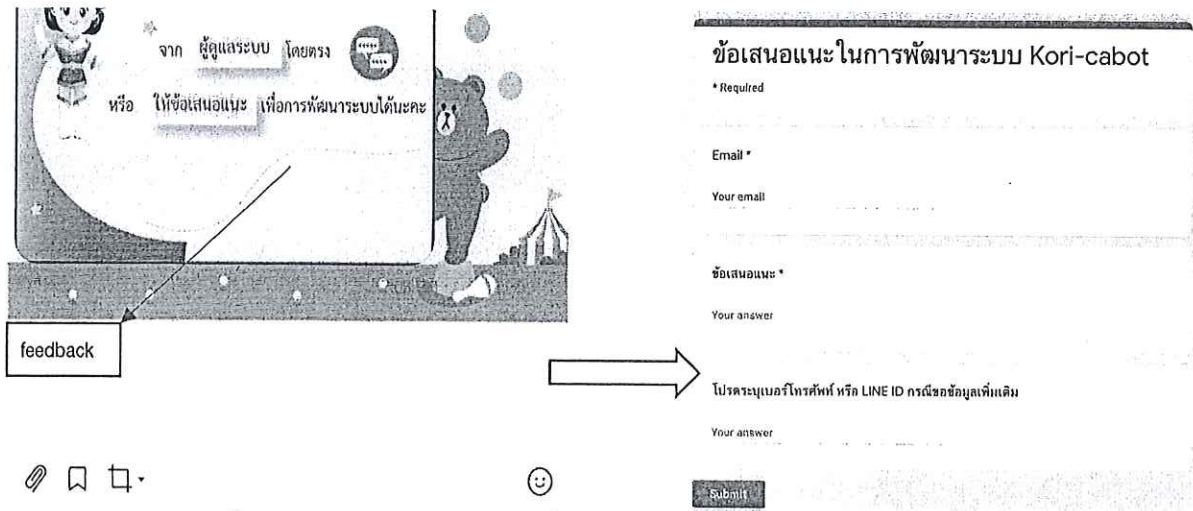 จาก ผู้ดูแลระบบ โดยตรง
หรือ ให้ข้อเสนอแนะ เพื่อการพัฒนาระบบได้นะคะ
feedback
ข้อเสนอแนะในการพัฒนาระบบ Kori-cabot
* Required
Email *
Your email
ข้อเสนอแนะ *
Your answer
โปรดระบุเบอร์โทรศัพท์ หรือ LINE ID กรณีขอข้อมูลเพิ่มเติม
Your answer
Submit